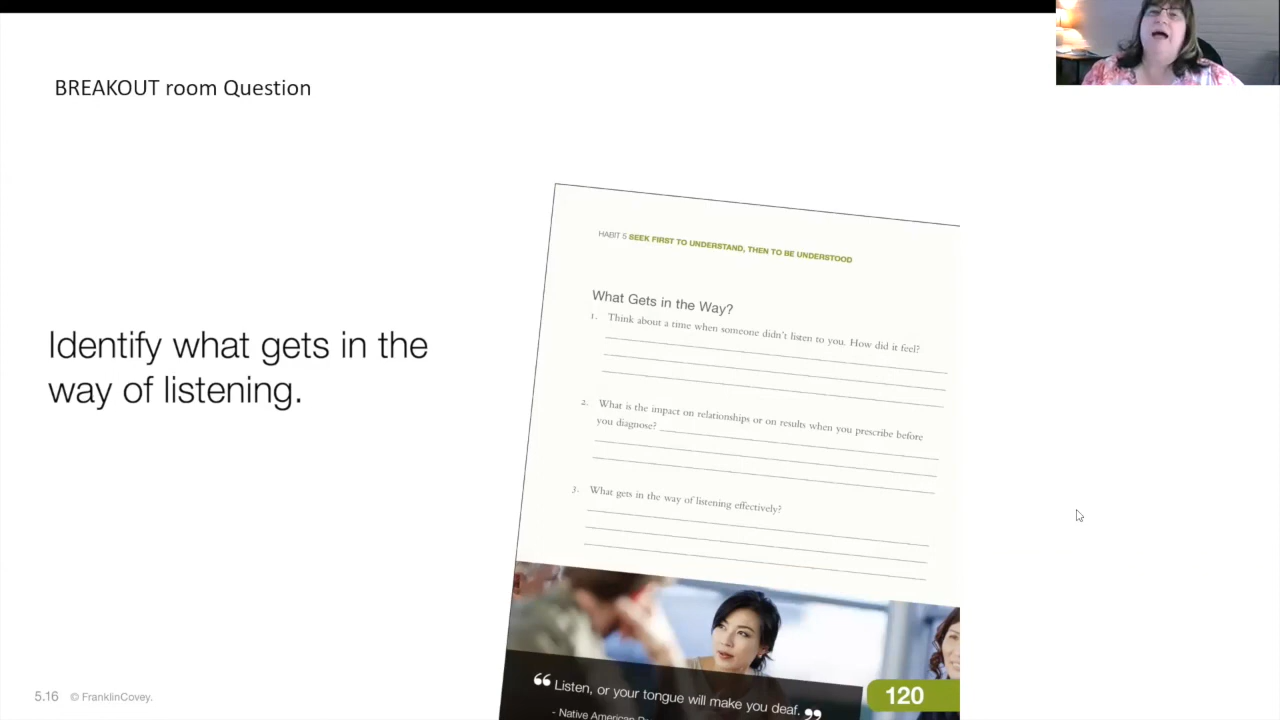 BREAKOUT room Question
Identify what gets in the
way of listening.
HABIT 5 SEEK FIRST TO UNDERSTAND, THEN TO BE UNDERSTOOD
What Gets in the Way?
1. Think about a time when someone didn't listen to you. How did it feel?
2. What is the impact on relationships or on results when you prescribe before
you diagnose?
3. What gets in the way of listening effectively?
“ Listen, or your tongue will make you deaf. ”
- Native American
120
5.16 © FranklinCovey.